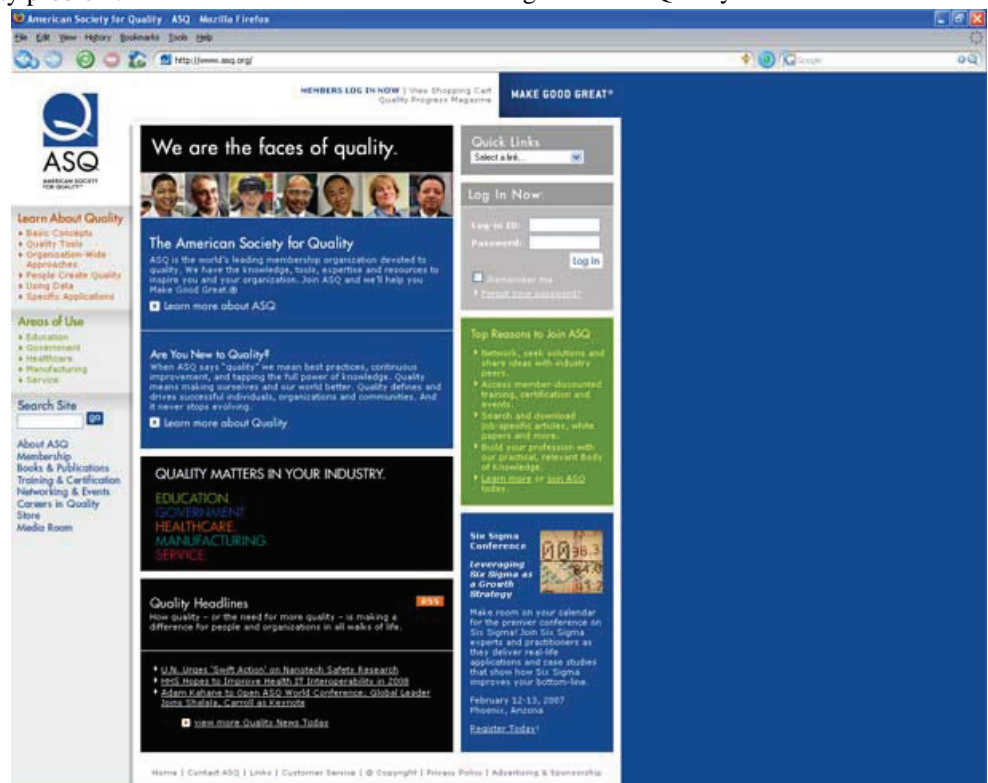 American Society for Quality - ASQ - Mozilla Firefox
File Edit View History Bookmarks Tools Help
http://www.asq.org/
Google
MEMBERS LOG IN NOW | View Shopping Cart
Quality Progress Magazine
MAKE GOOD GREAT®
ASQ
AMERICAN SOCIETY
FOR QUALITY™
Learn About Quality
Basic Concepts
Quality Tools
Organization-Wide
Approaches
People Create Quality
Using Data
Specific Applications
Areas of Use
Education
Government
Healthcare
Manufacturing
Service
Search Site
go
About ASQ
Membership
Books & Publications
Training & Certification
Networking & Events
Careers in Quality
Store
Media Room
We are the faces of quality.
The American Society for Quality
ASQ is the world's leading membership organization devoted to
quality. We have the knowledge, tools, expertise and resources to
inspire you and your organization. Join ASQ and we'll help you
Make Good Great.®
Learn more about ASQ
Are You New to Quality?
When ASQ says "quality" we mean best practices, continuous
improvement, and tapping the full power of knowledge. Quality
means making ourselves and our world better. Quality defines and
drives successful individuals, organizations and communities. And
it never stops evolving.
Learn more about Quality
QUALITY MATTERS IN YOUR INDUSTRY.
EDUCATION.
GOVERNMENT.
HEALTHCARE.
MANUFACTURING.
SERVICE.
Quality Headlines
RSS
How quality – or the need for more quality – is making a
difference for people and organizations in all walks of life.
U.N. Urges 'Swift Action' on Nanotech Safety Research
HHS Hopes to Improve Health IT Interoperability in 2008
Adam Kahane to Open ASQ World Conference; Global Leader
Joins Shalala, Carroll as Keynote
view more Quality News Today
Quick Links
Select a link...
Log In Now:
Log-in ID:
Password:
Log In
Remember me
Forgot your password?
Top Reasons to Join ASQ
Network, seek solutions and
share ideas with industry
peers.
Access member-discounted
training, certification and
events.
Search and download
job-specific articles, white
papers and more.
Build your profession with
our practical, relevant Body
of Knowledge.
Learn more or join ASQ
today.
Six Sigma
Conference
Leveraging
Six Sigma as
a Growth
Strategy
Make room on your calendar
for the premier conference on
Six Sigma! Join Six Sigma
experts and practitioners as
they deliver real-life
applications and case studies
that show how Six Sigma
improves your bottom-line.
February 12-13, 2007
Phoenix, Arizona
Register Today!
Home | Contact ASQ | Links | Customer Service | © Copyright | Privacy Policy | Advertising & Sponsorship